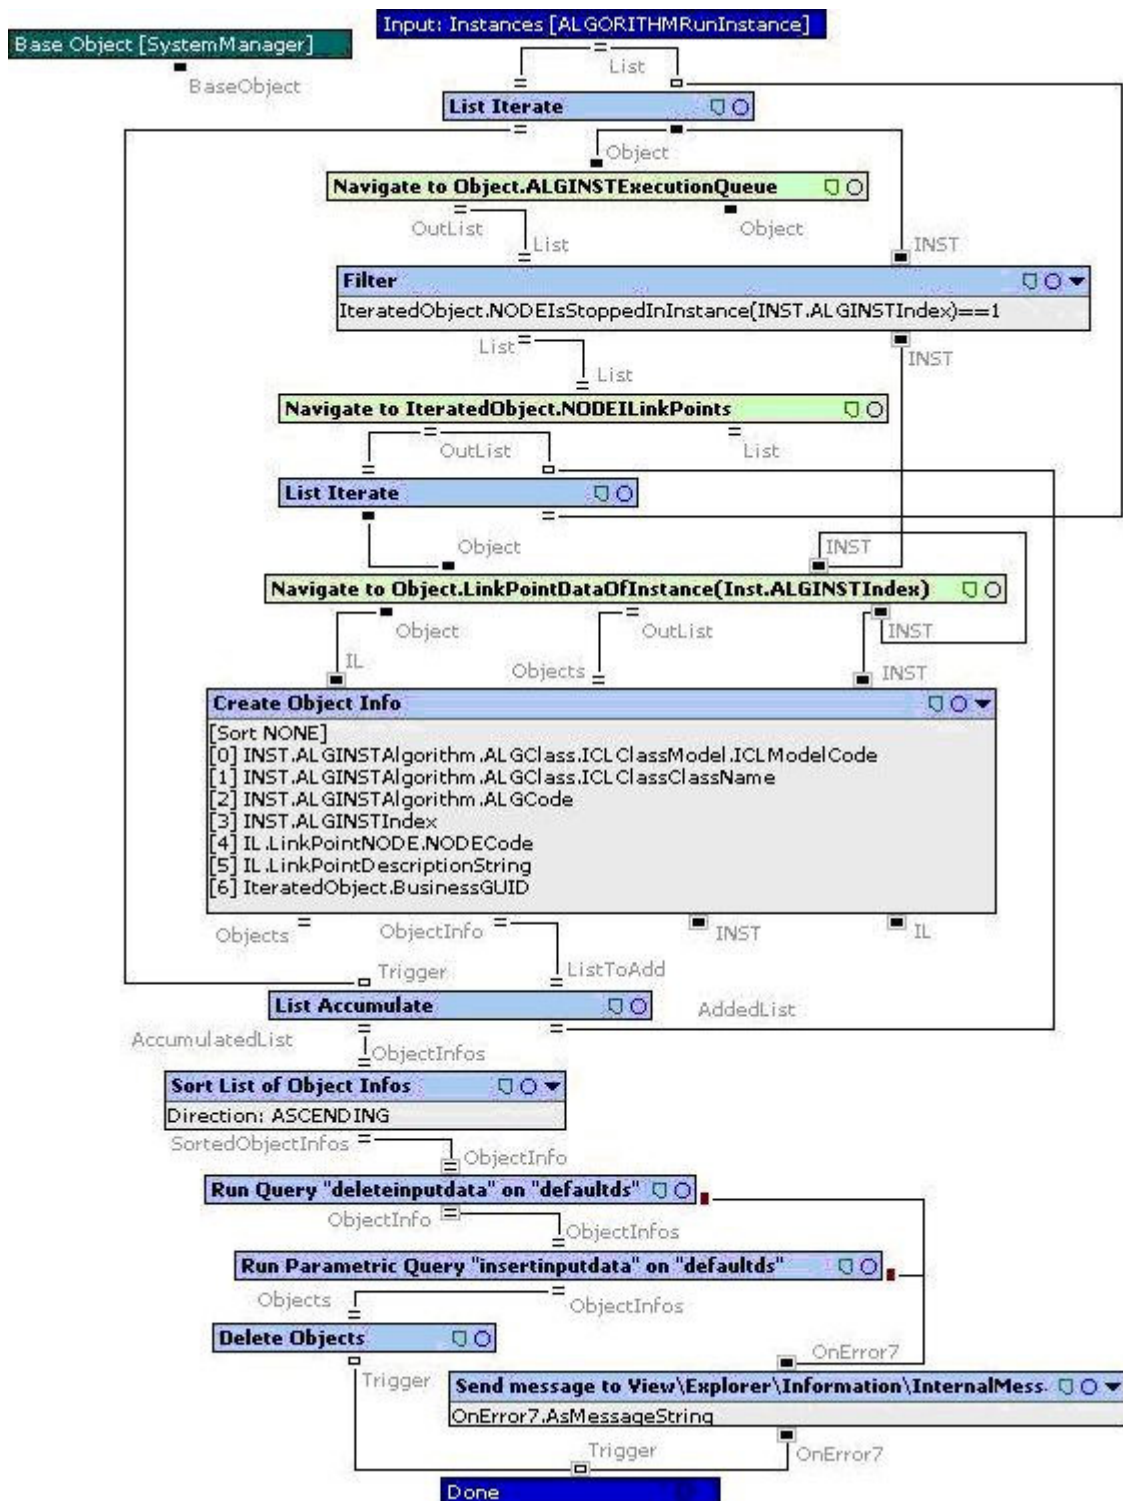 Input: Instances [ALGORITHMRunInstance]
Base Object [SystemManager]
List
BaseObject
List Iterate
Object
Navigate to Object.ALGINSTExecutionQueue
OutList
Object
List
INST
Filter
IteratedObject.NODEIsStoppedInInstance(INST.ALGINSTIndex)==1
List
INST
List
Navigate to IteratedObject.NODEILinkPoints
OutList
List
List Iterate
Object
INST
Navigate to Object.LinkPointDataOfInstance(Inst.ALGINSTIndex)
Object
OutList
INST
IL
Objects
INST
Create Object Info
[Sort NONE]
[0] INST.ALGINSTAlgorithm.ALGClass.ICLClassModel.ICLModelCode
[1] INST.ALGINSTAlgorithm.ALGClass.ICLClassClassName
[2] INST.ALGINSTAlgorithm.ALGCode
[3] INST.ALGINSTIndex
[4] IL.LinkPointNODE.NODECode
[5] IL.LinkPointDescriptionString
[6] IteratedObject.BusinessGUID
Objects
ObjectInfo
INST
IL
Trigger
ListToAdd
List Accumulate
AddedList
AccumulatedList
ObjectInfos
Sort List of Object Infos
Direction: ASCENDING
SortedObjectInfos
ObjectInfo
Run Query "deleteinputdata" on "defaultds"
ObjectInfo
ObjectInfos
Run Parametric Query "insertinputdata" on "defaultds"
Objects
ObjectInfos
Delete Objects
OnError7
Trigger
Send message to View\Explorer\Information\InternalMess.
OnError7.AsMessageString
Trigger
OnError7
Done